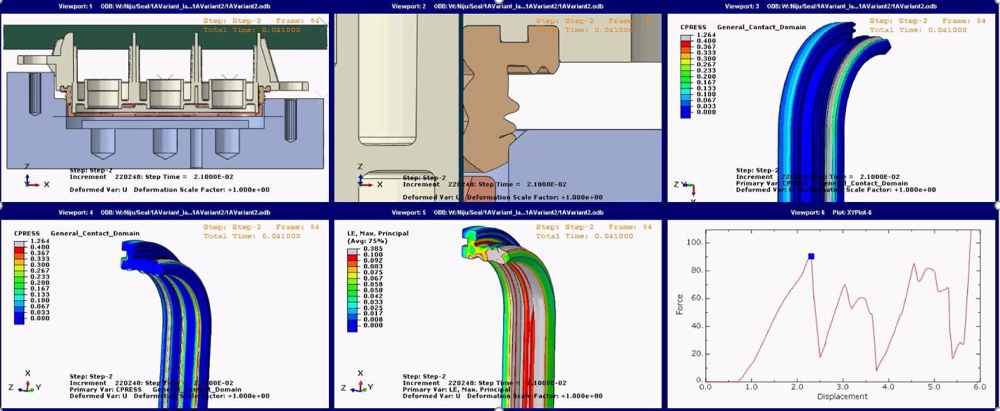 Viewport: 1 ODB: W:/Niju/Seal/1AVariant_la...1AVariant2/1AVariant2.odb
Step: Step-2 Frame: 84
Total Time: 0.041000
Z
X
Step: Step-2
Increment 220248: Step Time = 2.1000E-02
Deformed Var: U Deformation Scale Factor: +1.000e+00
Viewport: 2 ODB: W:/Niju/Seal/1AVariant_la...1AVariant2/1AVariant2.odb
Step: Step-2 Frame: 84
Total Time: 0.041000
Z
X
Step: Step-2
Increment 220248: Step Time = 2.1000E-02
Deformed Var: U Deformation Scale Factor: +1.000e+00
Viewport: 3 ODB: W:/Niju/Seal/1AVariant_la...1AVariant2/1AVariant2.odb
Step: Step-2 Frame: 84
Total Time: 0.041000
CPRESS General_Contact_Domain
1.264
0.400
0.367
0.333
0.300
0.267
0.233
0.200
0.167
0.133
0.100
0.067
0.033
0.000
Step: Step-2
Increment 220248: Step Time = 2.1000E-02
Primary Var: CPRESS General_Contact_Domain
Deformed Var: U Deformation Scale Factor: +1.000e+00
Z Y
X
Viewport: 4 ODB: W:/Niju/Seal/1AVariant_la...1AVariant2/1AVariant2.odb
Step: Step-2 Frame: 84
Total Time: 0.041000
CPRESS General_Contact_Domain
1.264
0.400
0.367
0.333
0.300
0.267
0.233
0.200
0.167
0.133
0.100
0.067
0.033
0.000
X
Z Y
Step: Step-2
Increment 220248: Step Time = 2.1000E-02
Primary Var: CPRESS General_Contact_Domain
Deformed Var: U Deformation Scale Factor: +1.000e+00
Viewport: 5 ODB: W:/Niju/Seal/1AVariant_la...1AVariant2/1AVariant2.odb
Step: Step-2 Frame: 84
Total Time: 0.041000
LE, Max. Principal
(Avg: 75%)
0.385
0.100
0.092
0.083
0.075
0.067
0.058
0.050
0.042
0.033
0.025
0.017
0.008
0.000
X
Z Y
Step: Step-2
Increment 220248: Step Time = 2.1000E-02
Primary Var: LE, Max. Principal
Deformed Var: U Deformation Scale Factor: +1.000e+00
Viewport: 6 Plot: XYPlot-6
100.
80.
60.
40.
20.
0.
Force
0.0 1.0 2.0 3.0 4.0 5.0 6.0
Displacement